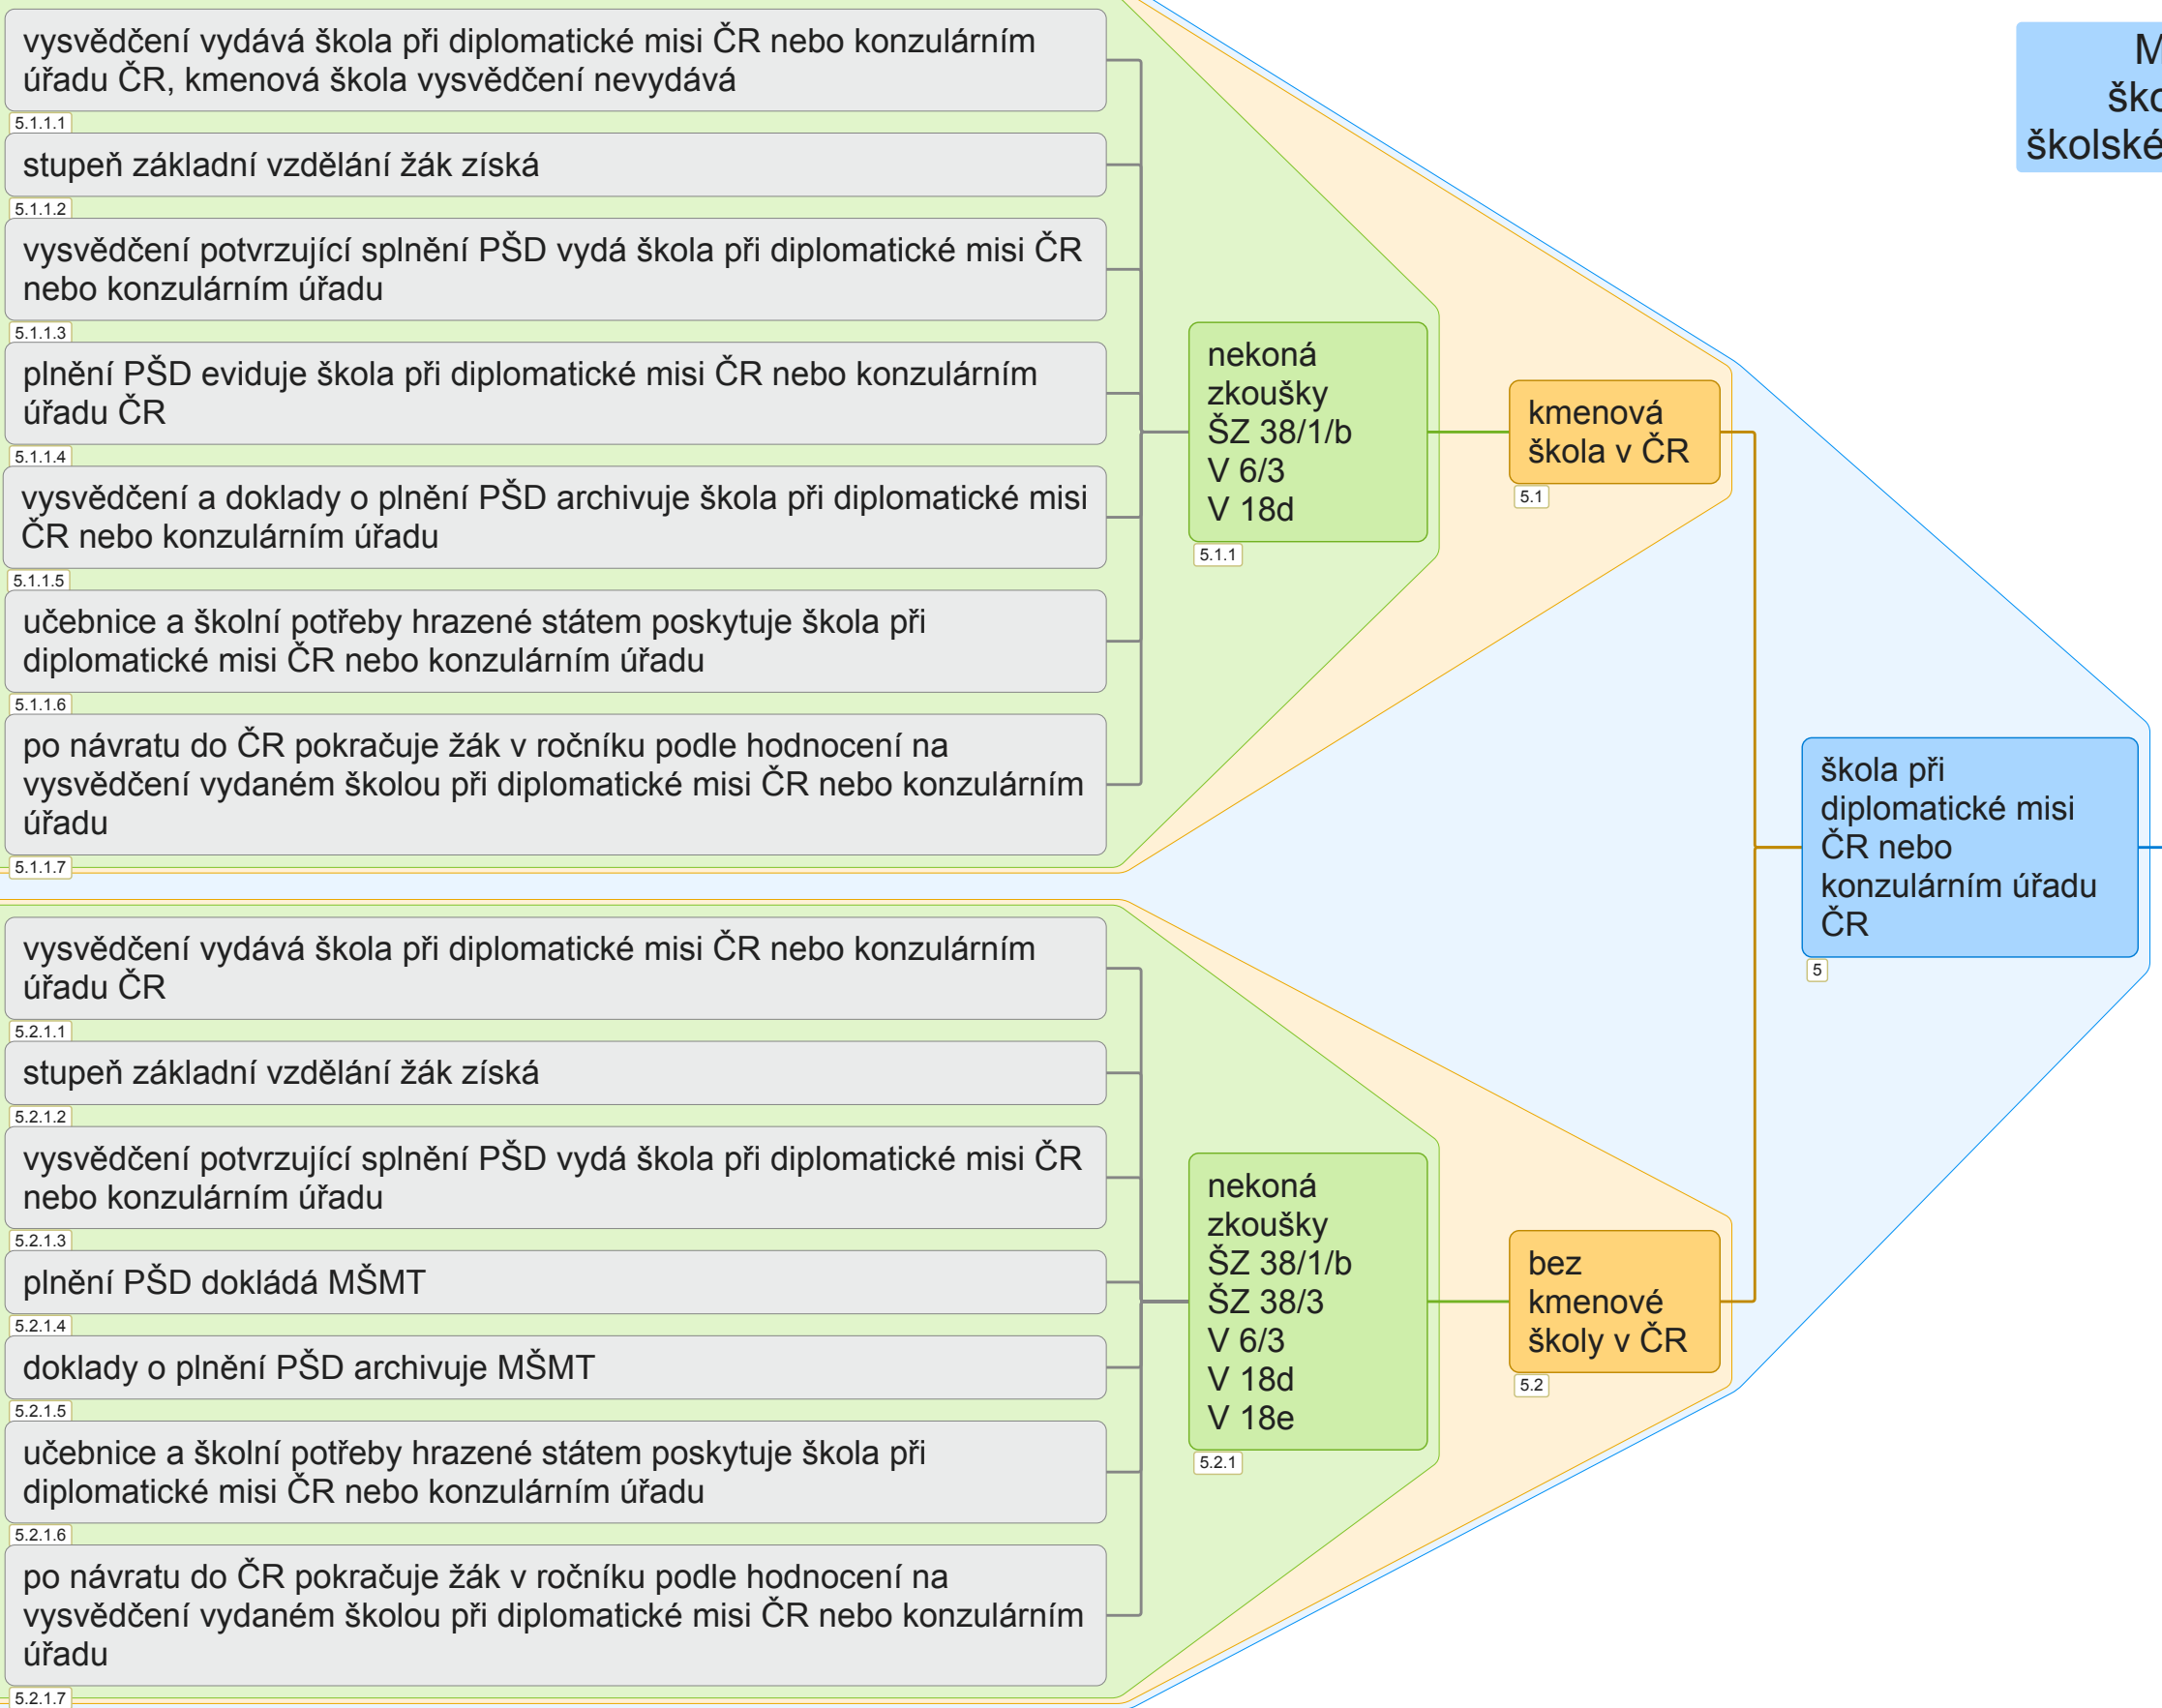 vysvědčení vydává škola při diplomatické misi ČR nebo konzulárním
úřadu ČR, kmenová škola vysvědčení nevydává
5.1.1.1
stupeň základní vzdělání žák získá
5.1.1.2
vysvědčení potvrzující splnění PŠD vydá škola při diplomatické misi ČR
nebo konzulárním úřadu
5.1.1.3
plnění PŠD eviduje škola při diplomatické misi ČR nebo konzulárním
úřadu ČR
5.1.1.4
vysvědčení a doklady o plnění PŠD archivuje škola při diplomatické misi
ČR nebo konzulárním úřadu
5.1.1.5
učebnice a školní potřeby hrazené státem poskytuje škola při
diplomatické misi ČR nebo konzulárním úřadu
5.1.1.6
po návratu do ČR pokračuje žák v ročníku podle hodnocení na
vysvědčení vydaném školou při diplomatické misi ČR nebo konzulárním
úřadu
5.1.1.7
nekoná
zkoušky
ŠZ 38/1/b
V 6/3
V 18d
5.1.1
kmenová
škola v ČR
5.1
vysvědčení vydává škola při diplomatické misi ČR nebo konzulárním
úřadu ČR
5.2.1.1
stupeň základní vzdělání žák získá
5.2.1.2
vysvědčení potvrzující splnění PŠD vydá škola při diplomatické misi ČR
nebo konzulárním úřadu
5.2.1.3
plnění PŠD dokládá MŠMT
5.2.1.4
doklady o plnění PŠD archivuje MŠMT
5.2.1.5
učebnice a školní potřeby hrazené státem poskytuje škola při
diplomatické misi ČR nebo konzulárním úřadu
5.2.1.6
po návratu do ČR pokračuje žák v ročníku podle hodnocení na
vysvědčení vydaném školou při diplomatické misi ČR nebo konzulárním
úřadu
5.2.1.7
nekoná
zkoušky
ŠZ 38/1/b
ŠZ 38/3
V 6/3
V 18d
V 18e
5.2.1
bez
kmenové
školy v ČR
5.2
škola při
diplomatické misi
ČR nebo
konzulárním úřadu
ČR
5
školské